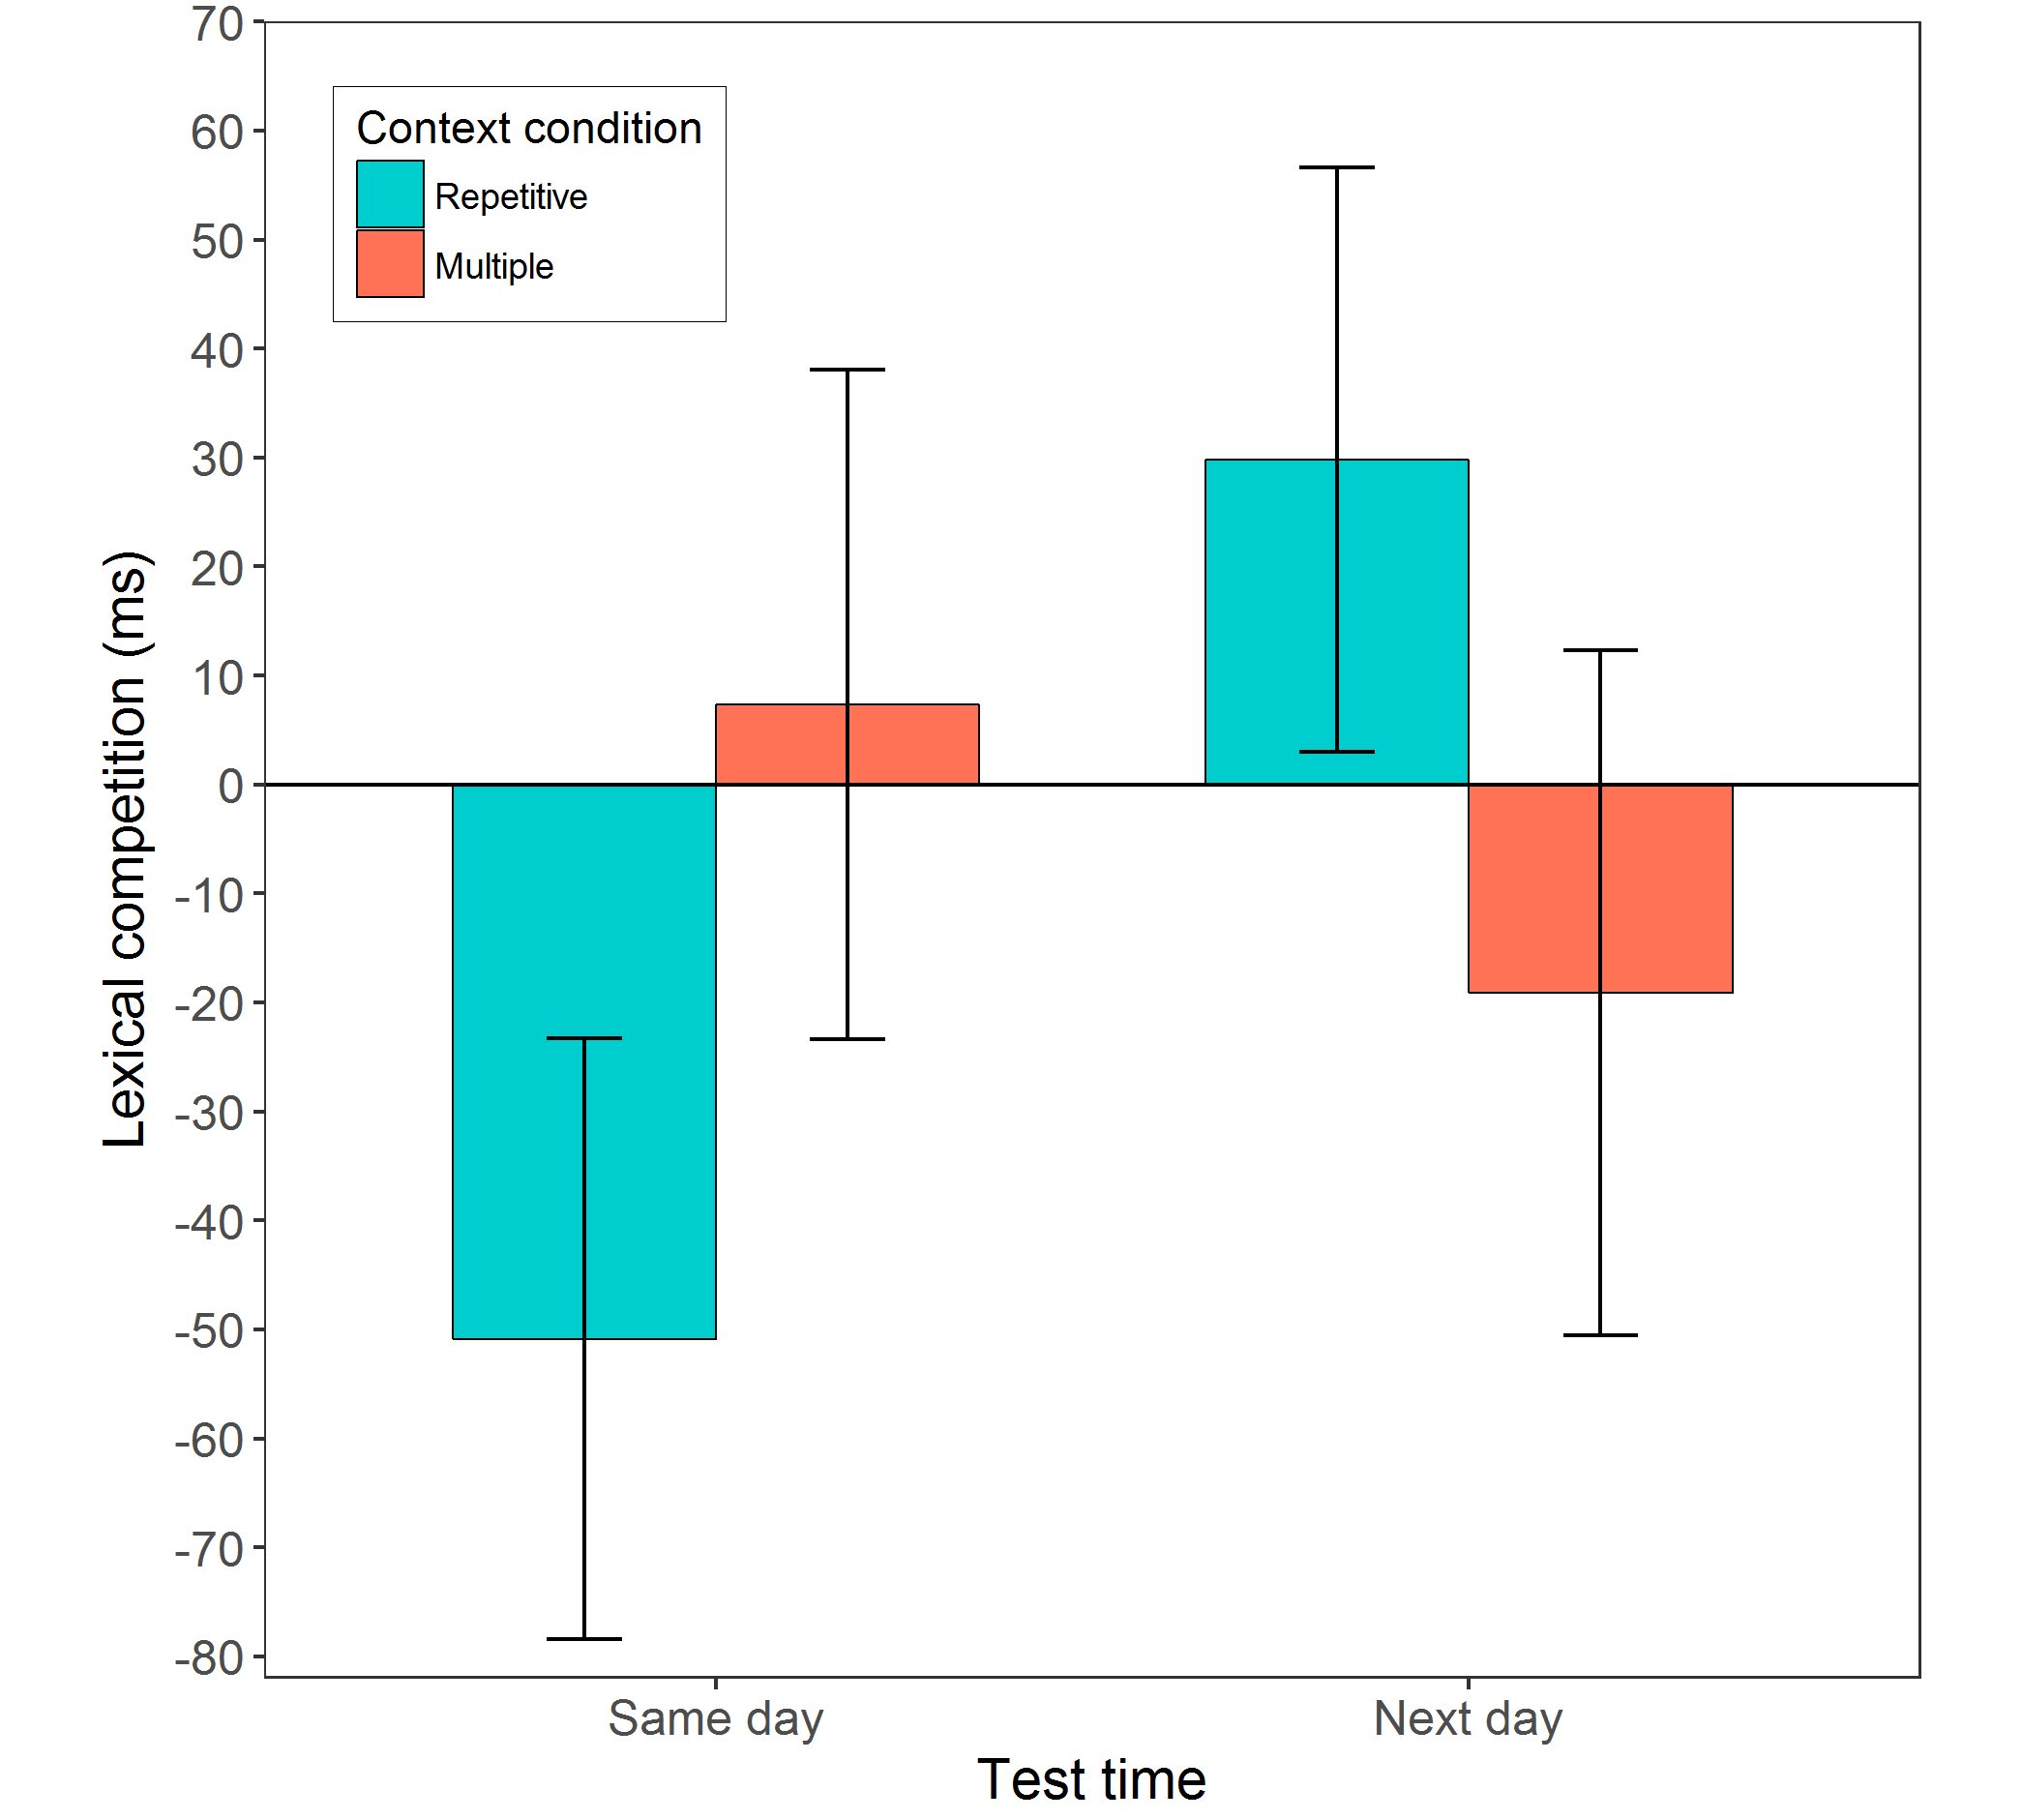 70
60
50
40
30
20
10
0
-10
-20
-30
-40
-50
-60
-70
-80
Lexical competition (ms)
Context condition
Repetitive
Multiple
Same day
Next day
Test time